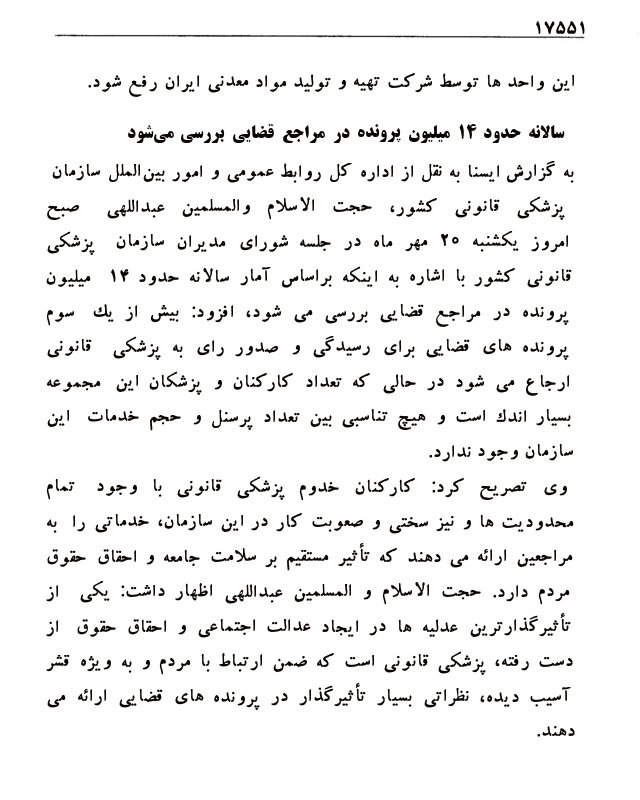 ۱۷۵۵۱
این واحد ها توسط شرکت تهیه و تولید مواد معدنی ایران رفع شود.
سالانه حدود ۱۴ میلیون پرونده در مراجع قضایی بررسی می‌شود
به گزارش ایسنا به نقل از اداره کل روابط عمومی و امور بین‌الملل سازمان
پزشکی قانونی کشور، حجت الاسلام والمسلمین عبداللهی صبح
امروز یکشنبه ۲۵ مهر ماه در جلسه شورای مدیران سازمان پزشکی
قانونی کشور با اشاره به اینکه براساس آمار سالانه حدود ۱۴ میلیون
پرونده در مراجع قضایی بررسی می شود، افزود: بیش از یك سوم
پرونده های قضایی برای رسیدگی و صدور رای به پزشکی قانونی
ارجاع می شود در حالی که تعداد کارکنان و پزشکان این مجموعه
بسیار اندك است و هیچ تناسبی بین تعداد پرسنل و حجم خدمات این
سازمان وجود ندارد.
وی تصریح کرد: کارکنان خدوم پزشکی قانونی با وجود تمام
محدودیت ها و نیز سختی و صعوبت کار در این سازمان، خدماتی را به
مراجعین ارائه می دهند که تأثیر مستقیم بر سلامت جامعه و احقاق حقوق
مردم دارد. حجت الاسلام و المسلمین عبداللهی اظهار داشت: یکی از
تأثیرگذارترین عدلیه ها در ایجاد عدالت اجتماعی و احقاق حقوق از
دست رفته، پزشکی قانونی است که ضمن ارتباط با مردم و به ویژه قشر
آسیب دیده، نظراتی بسیار تأثیرگذار در پرونده های قضایی ارائه می
دهند.